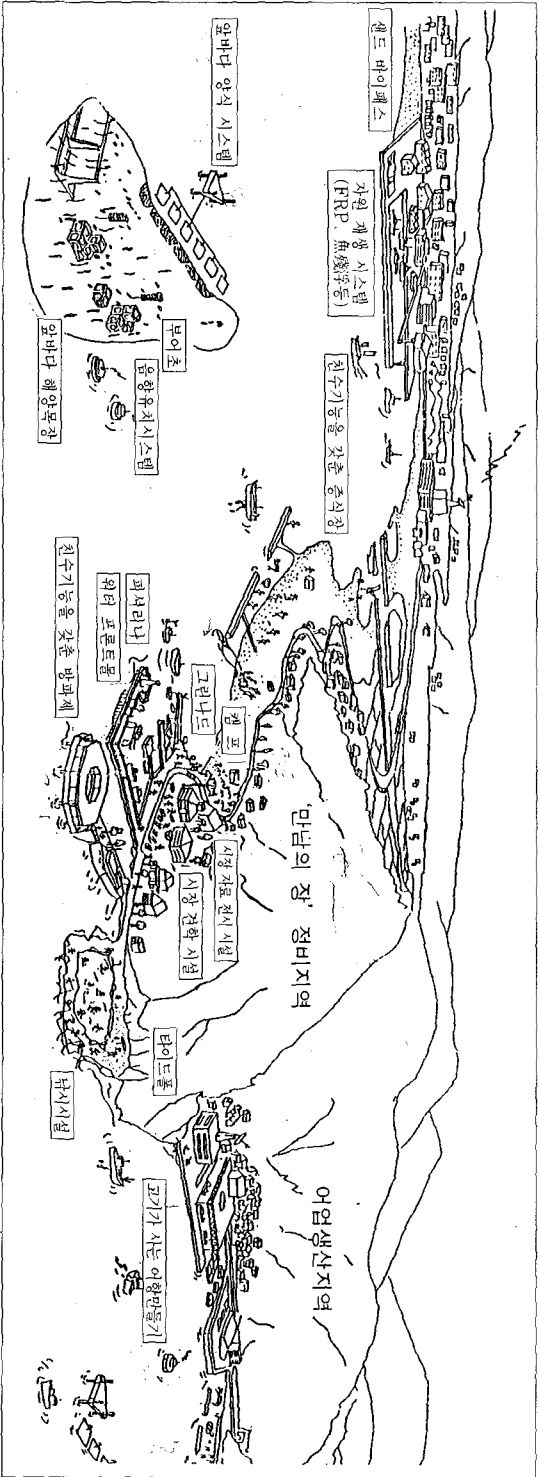 샌드 바이패스
자원 재생 시스템
(FRP, 魚殘滓등)
친수기능을 갖춘 증식장
앞바다 양식 시스템
부어초
음향유치시스템
앞바다 해양목장
'만남의 장' 정비지역
캠프
그린나드
피셔리나
워터 프론트몰
친수기능을 갖춘 방파제
시장 자료 전시 시설
시장 견학 시설
타이드풀
낚시시설
어업생산지역
고기가 사는 어항만들기